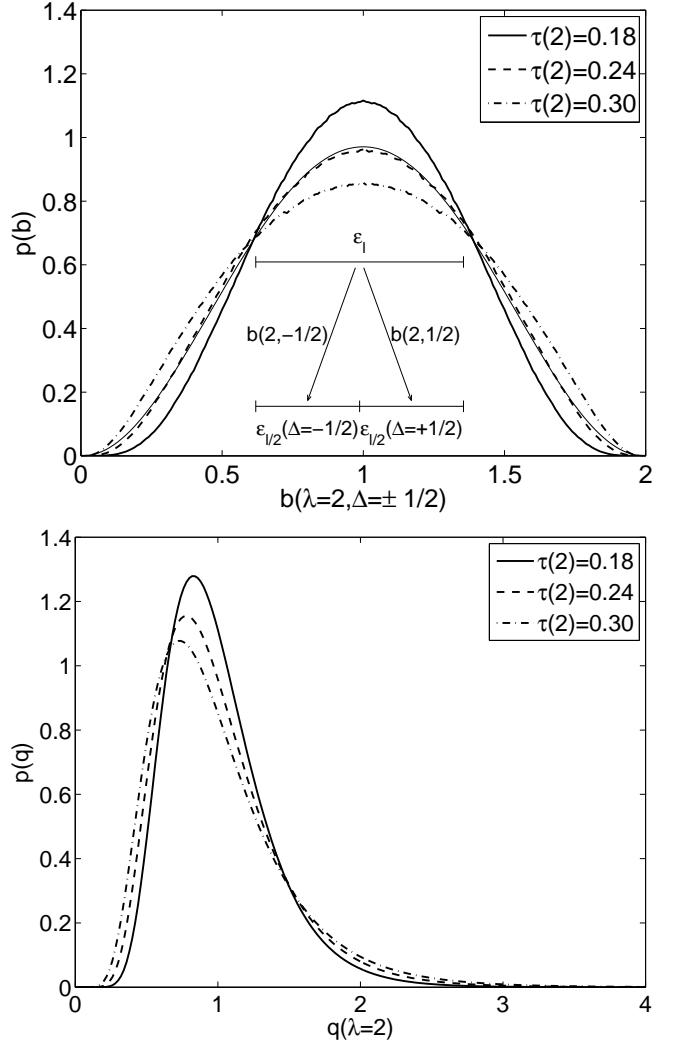 1.4
1.2
1
0.8
0.6
0.4
0.2
0
p(b)
τ(2)=0.18
τ(2)=0.24
τ(2)=0.30
ε_l
b(2,−1/2)
b(2,1/2)
ε_{l/2}(Δ=−1/2) ε_{l/2}(Δ=+1/2)
0 0.5 1 1.5 2
b(λ=2,Δ=± 1/2)
1.4
1.2
1
0.8
0.6
0.4
0.2
0
p(q)
τ(2)=0.18
τ(2)=0.24
τ(2)=0.30
0 1 2 3 4
q(λ=2)